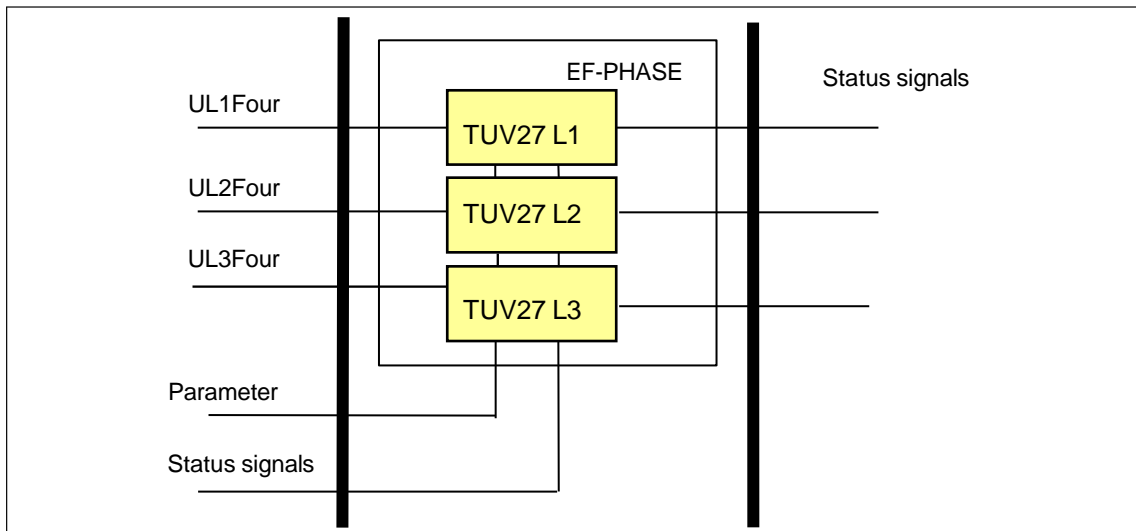 EF-PHASE
Status signals
UL1Four
TUV27 L1
UL2Four
TUV27 L2
UL3Four
TUV27 L3
Parameter
Status signals